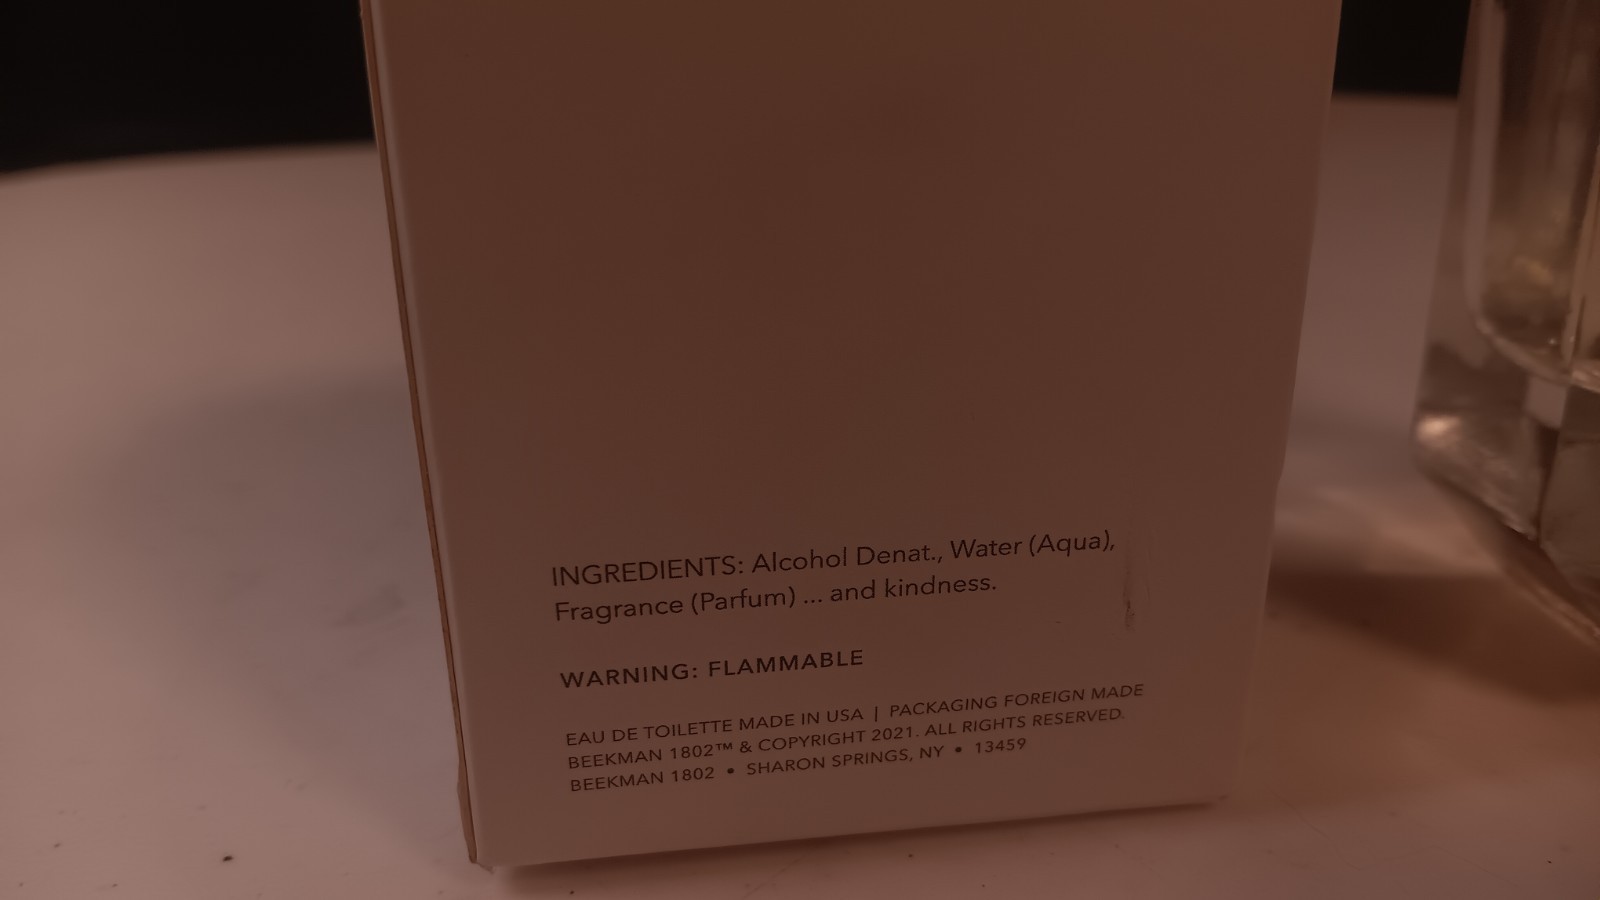 INGREDIENTS: Alcohol Denat., Water (Aqua),
Fragrance (Parfum) ... and kindness.
WARNING: FLAMMABLE
EAU DE TOILETTE MADE IN USA | PACKAGING FOREIGN MADE
BEEKMAN 1802™ & COPYRIGHT 2021. ALL RIGHTS RESERVED.
BEEKMAN 1802 • SHARON SPRINGS, NY • 13459